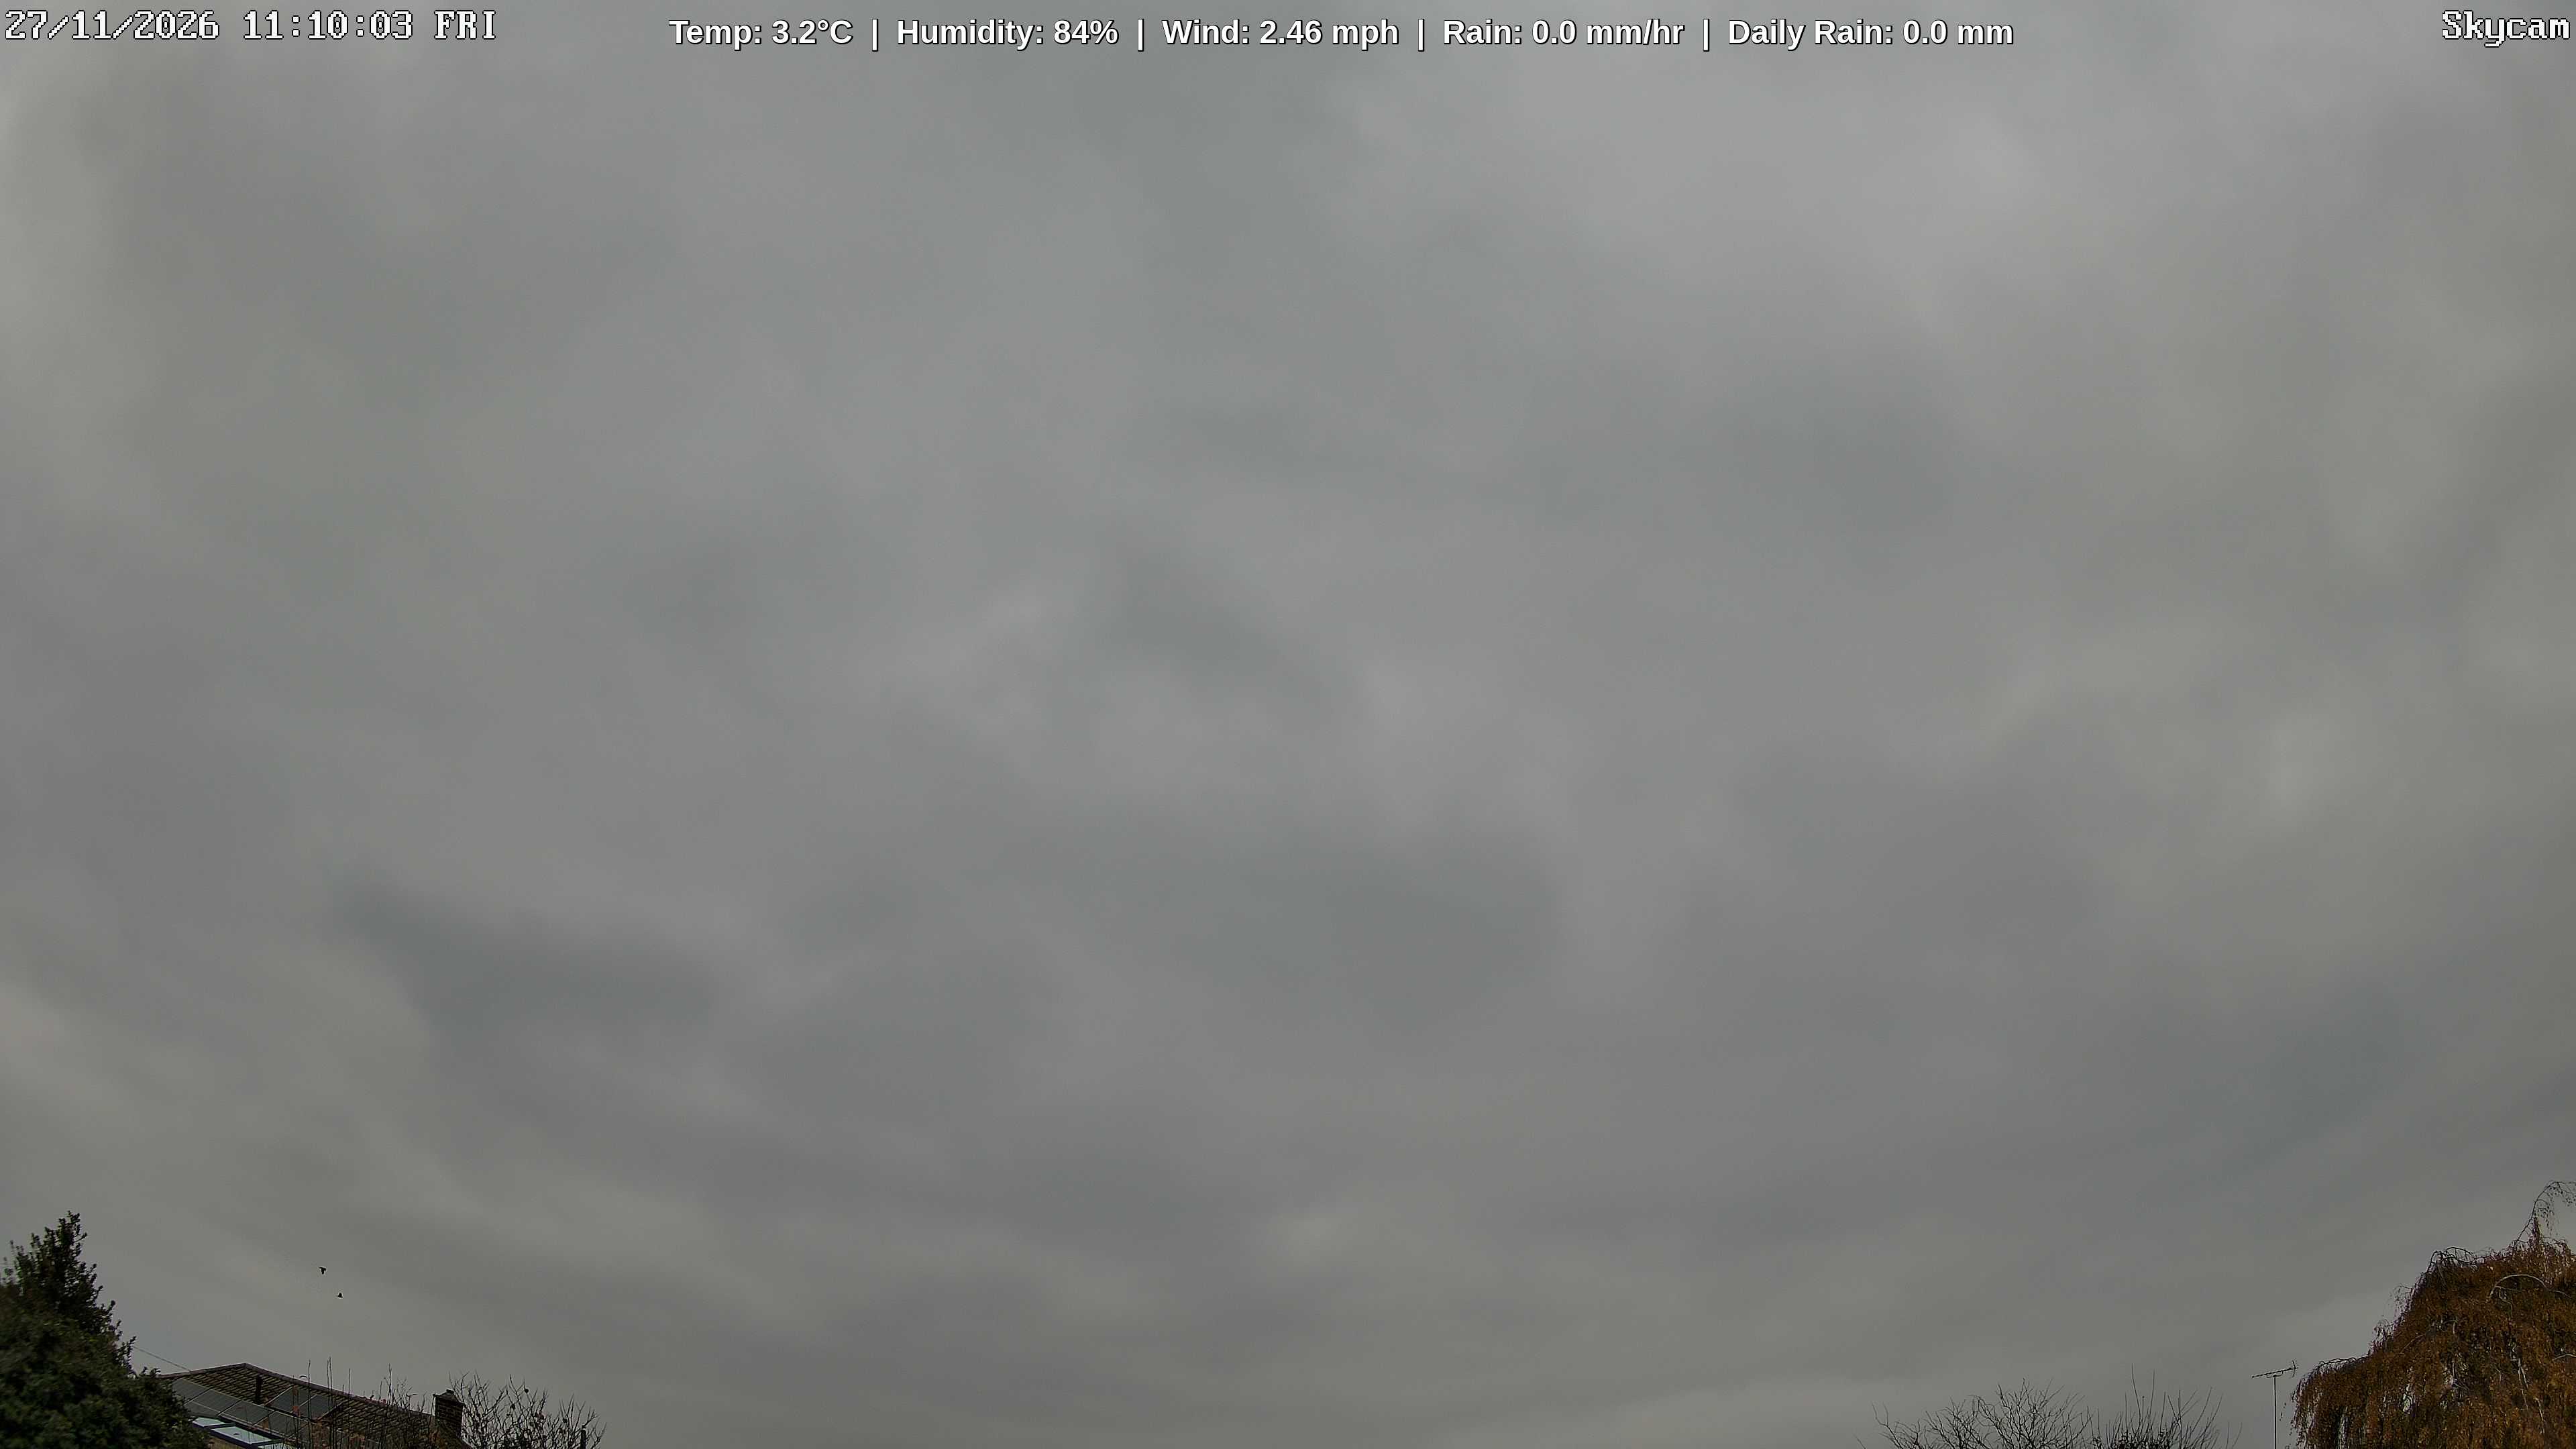 27/11/2026 11:10:03 FRI
Temp: 3.2°C | Humidity: 84% | Wind: 2.46 mph | Rain: 0.0 mm/hr | Daily Rain: 0.0 mm
Skycam